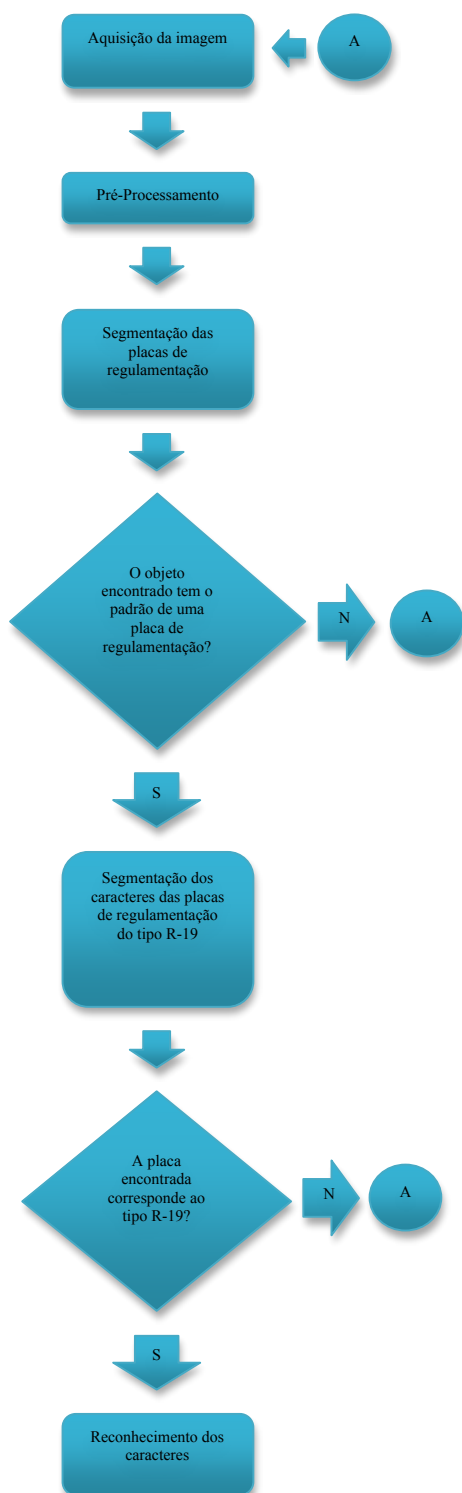 Aquisição da imagem
A
Pré-Processamento
Segmentação das
placas de
regulamentação
O objeto
encontrado tem o
padrão de uma
placa de
regulamentação?
N
A
S
Segmentação dos
caracteres das placas
de regulamentação
do tipo R-19
A placa
encontrada
corresponde ao
tipo R-19?
N
A
S
Reconhecimento dos
caracteres